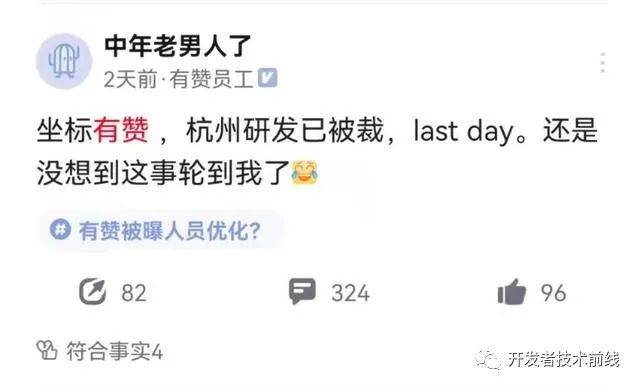 中年老男人了
2天前·有赞员工
坐标有赞，杭州研发已被裁，last day。还是
没想到这事轮到我了
# 有赞被曝人员优化？
82
324
96
符合事实4
开发者技术前线